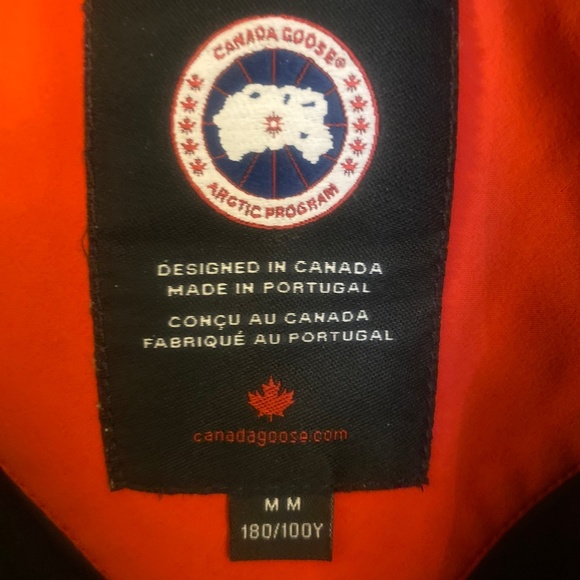 CANADA GOOSE®
ARCTIC PROGRAM
DESIGNED IN CANADA
MADE IN PORTUGAL
CONÇU AU CANADA
FABRIQUÉ AU PORTUGAL
canadagoose.com
M M
180/100Y